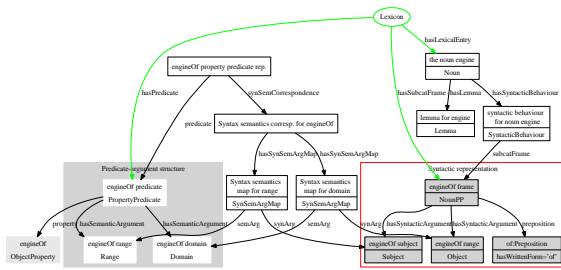 Lexicon
hasLexicalEntry
the noun engine
Noun
engineOf property predicate rep.
hasPredicate
synSemCorrespondence
hasSubcatFrame
hasLemma
hasSyntacticBehaviour
lemma for engine
Lemma
syntactic behaviour
for noun engine
SyntacticBehaviour
predicate
Syntax semantics corresp. for engineOf
hasSynSemArgMap
hasSynSemArgMap
subcatFrame
Predicate-argument structure
Syntactic representation
engineOf predicate
PropertyPredicate
Syntax semantics
map for range
SynSemArgMap
Syntax semantics
map for domain
SynSemArgMap
engineOf frame
NounPP
property
hasSemanticArgument
hasSemanticArgument
semArg
synArg
semArg
synArg
hasSyntacticArgument
hasSyntacticArgument
preposition
engineOf
ObjectProperty
engineOf range
Range
engineOf domain
Domain
engineOf subject
Subject
engineOf range
Object
of:Preposition
hasWrittenForm='of'